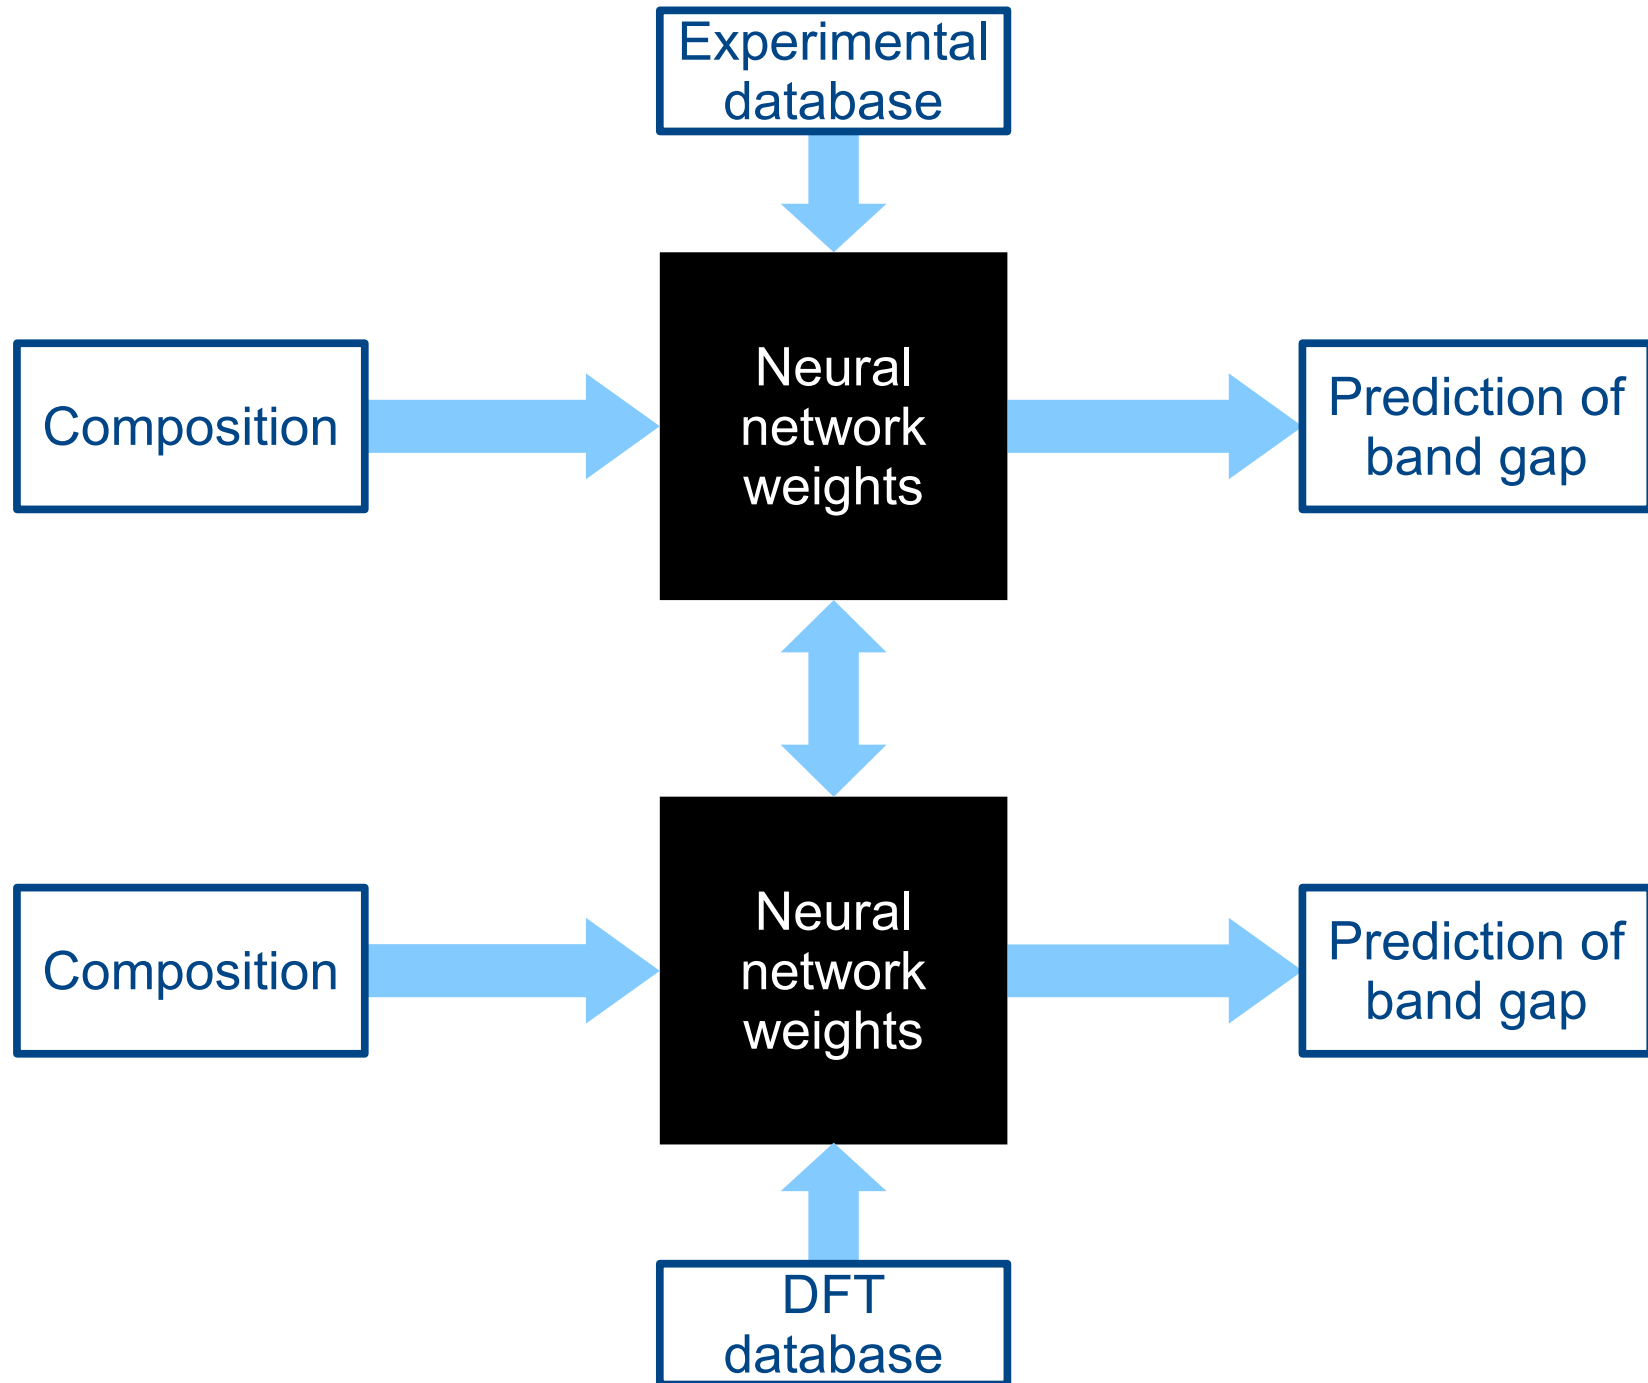 Experimental
database
Composition
Neural
network
weights
Prediction of
band gap
Composition
Neural
network
weights
Prediction of
band gap
DFT
database